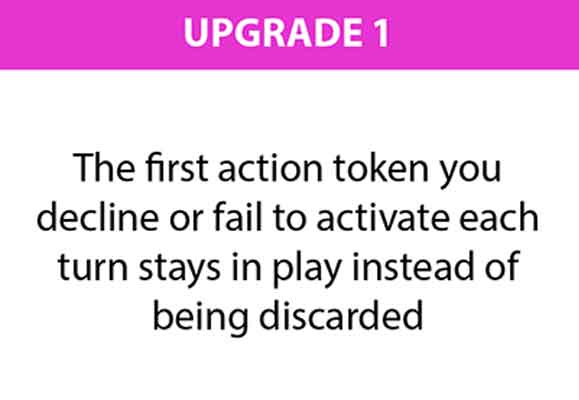 UPGRADE 1
The first action token you
decline or fail to activate each
turn stays in play instead of
being discarded